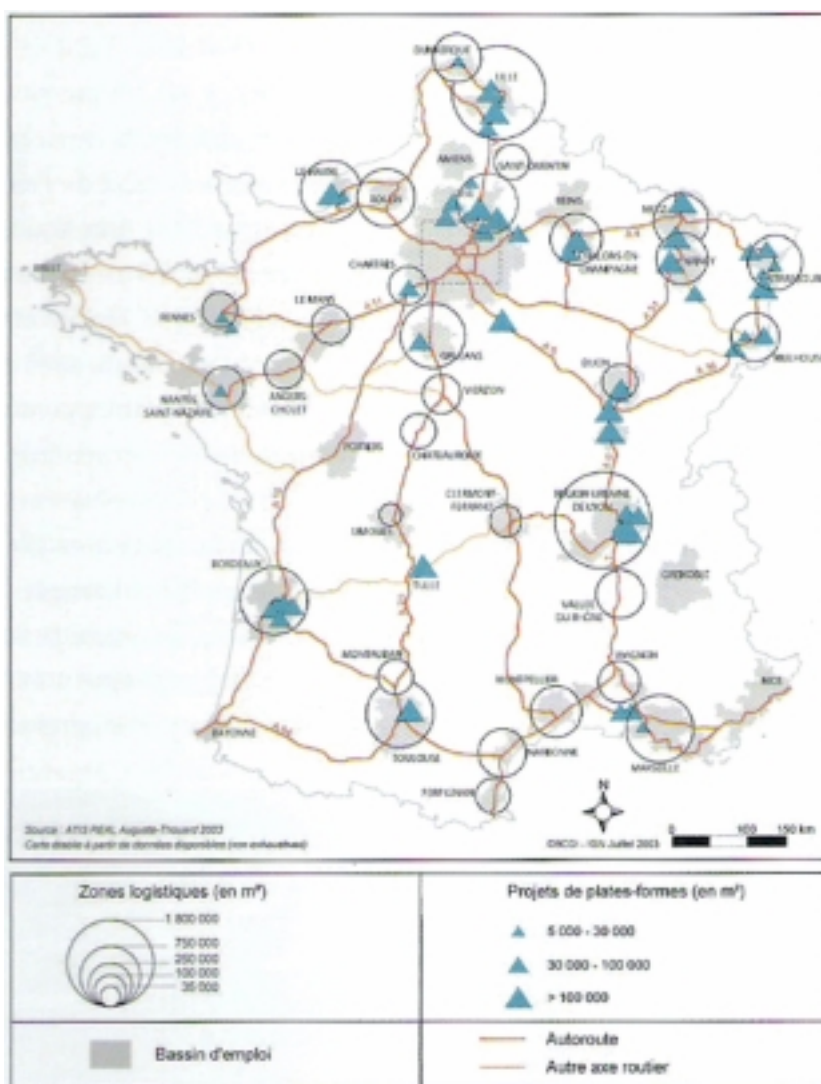 DUNKERQUE
LILLE
AMIENS
SAINT-QUENTIN
LE HAVRE
ROUEN
REIMS
METZ
CHALONS-EN-
CHAMPAGNE
STRASBOURG
BREST
CHARTRES
RENNES
LE MANS
A 11
A 5
A 31
A 36
ORLEANS
DIJON
MULHOUSE
NANTES
SAINT-NAZAIRE
ANGERS
CHOLET
VIERZON
CHATEAUROUX
POITIERS
CLERMONT-
FERRAND
REGION URBAINE
DE LYON
LIMOGES
GRENOBLE
BORDEAUX
TULLE
VALLEE
DU RHONE
MONTAUBAN
AVIGNON
MONTPELLIER
NICE
BAYONNE
TOULOUSE
NARBONNE
MARSEILLE
PERPIGNAN
N
Source : ATIS REAL, Auguste-Thouard 2003
Carte établie à partir de données disponibles (non exhaustives)
Juillet 2003
0 100 150 km
Zones logistiques (en m²)
1 800 000
750 000
250 000
100 000
35 000
Projets de plates-formes (en m²)
5 000 - 30 000
30 000 - 100 000
> 100 000
Bassin d'emploi
Autoroute
Autre axe routier